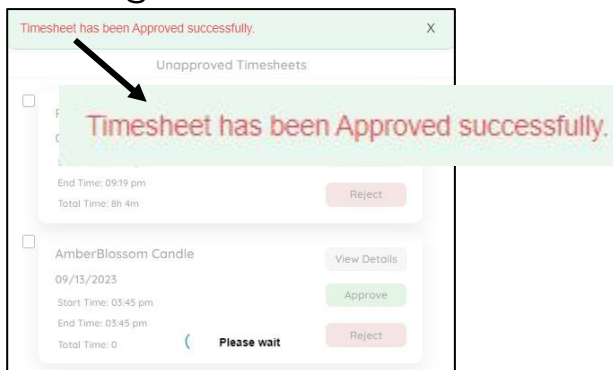 Timesheet has been Approved successfully. X
Unapproved Timesheets
Timesheet has been Approved successfully.
End Time: 09:19 pm
Total Time: 8h 4m
Reject
AmberBlossom Candle
View Details
09/13/2023
Start Time: 03:45 pm
Approve
End Time: 03:45 pm
Total Time: 0
Please wait
Reject